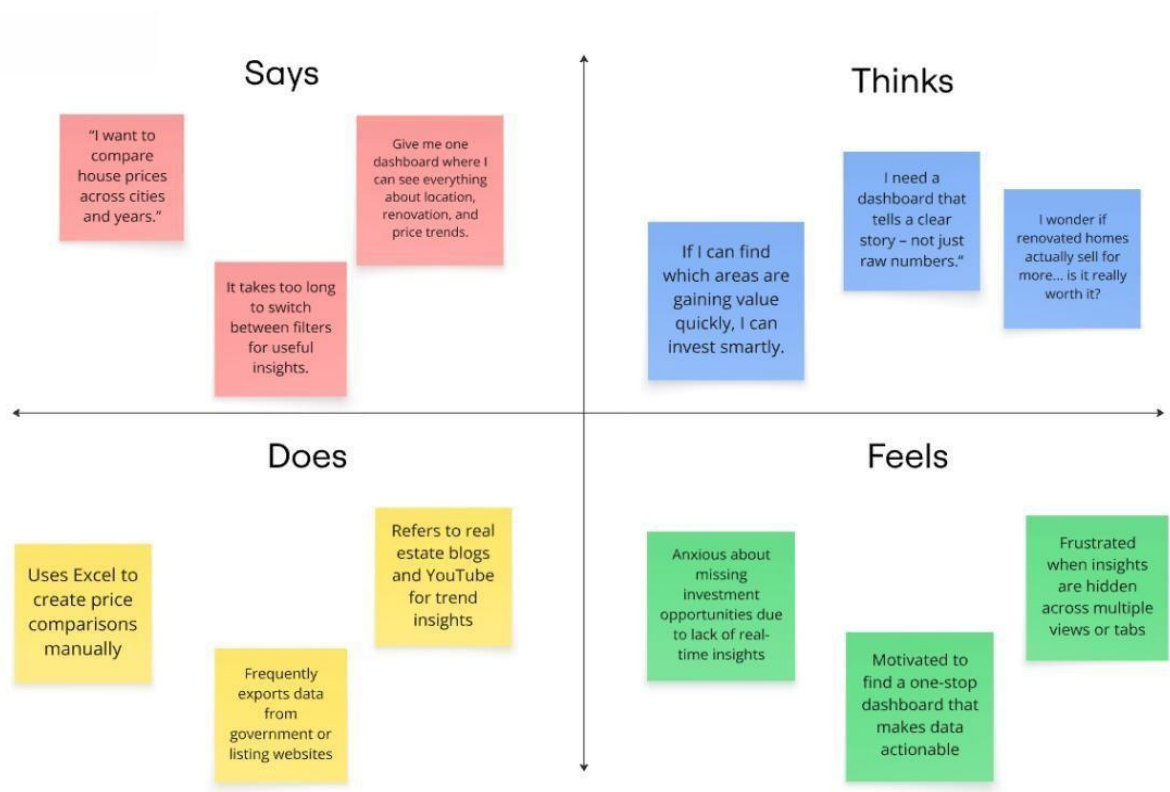 Says
“I want to
compare
house prices
across cities
and years.”
Give me one
dashboard where I
can see everything
about location,
renovation, and
price trends.
It takes too long
to switch
between filters
for useful
insights.
Thinks
If I can find
which areas are
gaining value
quickly, I can
invest smartly.
I need a
dashboard that
tells a clear
story – not just
raw numbers.“
I wonder if
renovated homes
actually sell for
more... is it really
worth it?
Does
Uses Excel to
create price
comparisons
manually
Frequently
exports data
from
government or
listing websites
Refers to real
estate blogs
and YouTube
for trend
insights
Feels
Anxious about
missing
investment
opportunities due
to lack of real-
time insights
Motivated to
find a one-stop
dashboard that
makes data
actionable
Frustrated
when insights
are hidden
across multiple
views or tabs